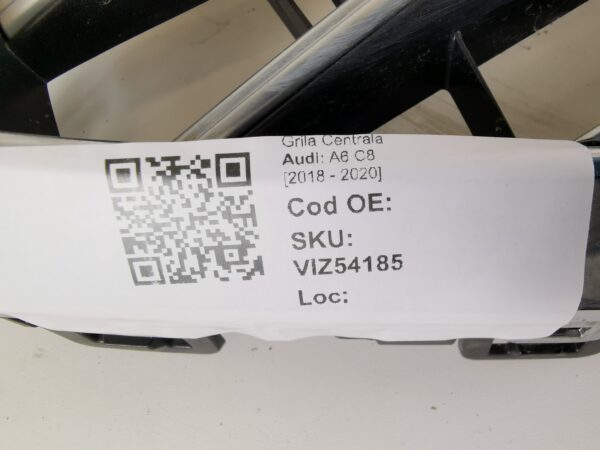 Grila Centrala
Audi: A6 C8
[2018 - 2020]
Cod OE:
SKU:
VIZ54185
Loc: